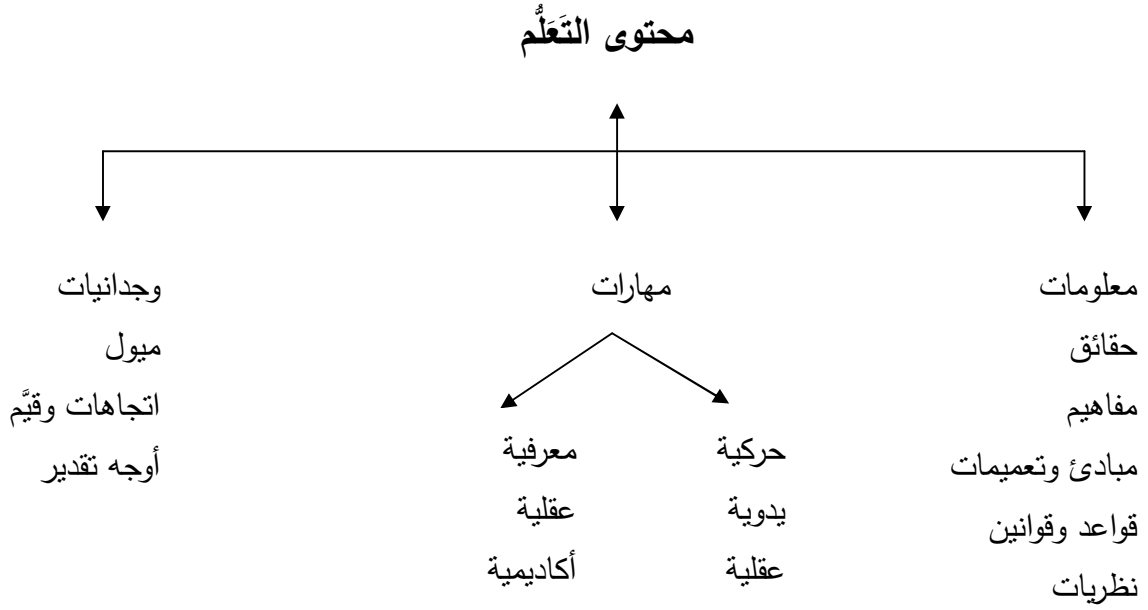 محتوى التَعَلُّم
معلومات
حقائق
مفاهيم
مبادئ وتعميمات
قواعد وقوانين
نظريات
مهارات
حركية
يدوية
عقلية
معرفية
عقلية
أكاديمية
وجدانيات
ميول
اتجاهات وقيَّم
أوجه تقدير